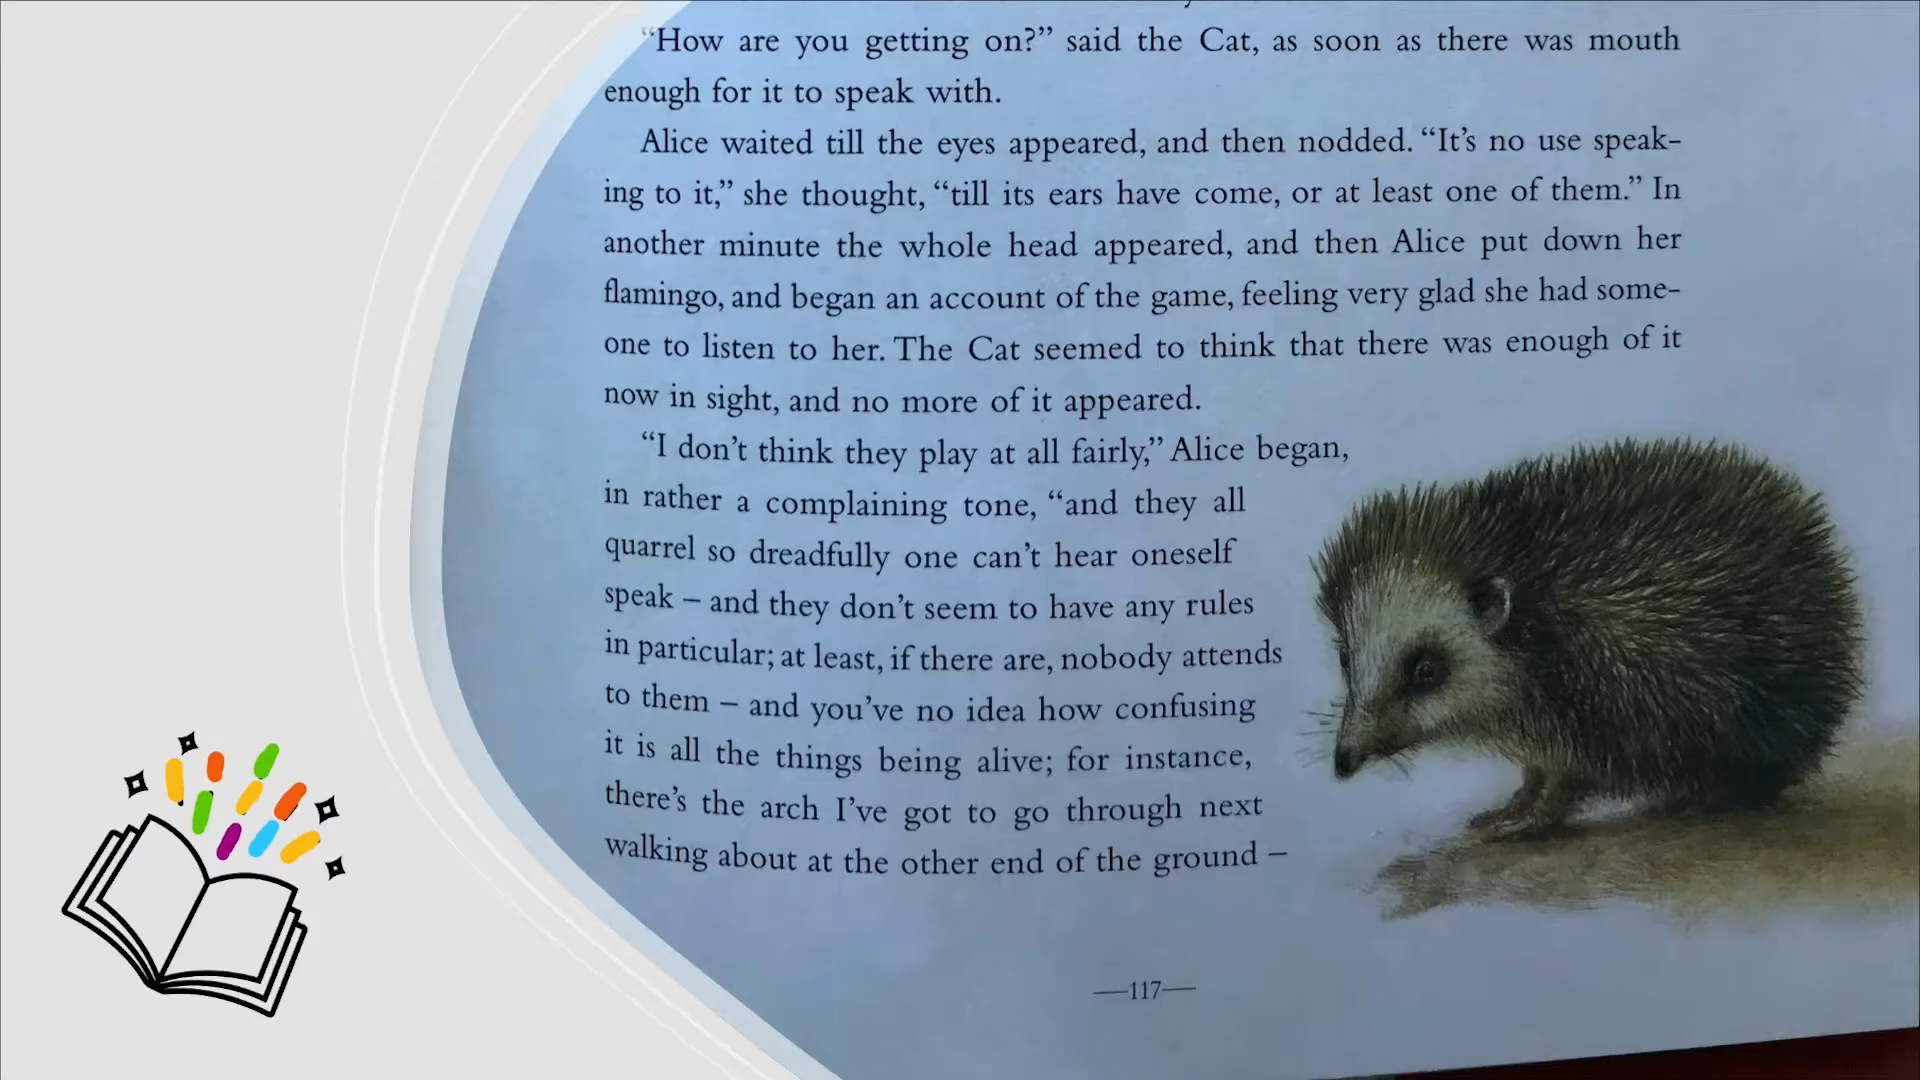 “How are you getting on?” said the Cat, as soon as there was mouth
enough for it to speak with.
Alice waited till the eyes appeared, and then nodded. “It’s no use speak-
ing to it,” she thought, “till its ears have come, or at least one of them.” In
another minute the whole head appeared, and then Alice put down her
flamingo, and began an account of the game, feeling very glad she had some-
one to listen to her. The Cat seemed to think that there was enough of it
now in sight, and no more of it appeared.
“I don’t think they play at all fairly,” Alice began,
in rather a complaining tone, “and they all
quarrel so dreadfully one can’t hear oneself
speak – and they don’t seem to have any rules
in particular; at least, if there are, nobody attends
to them – and you’ve no idea how confusing
it is all the things being alive; for instance,
there’s the arch I’ve got to go through next
walking about at the other end of the ground –
—117—